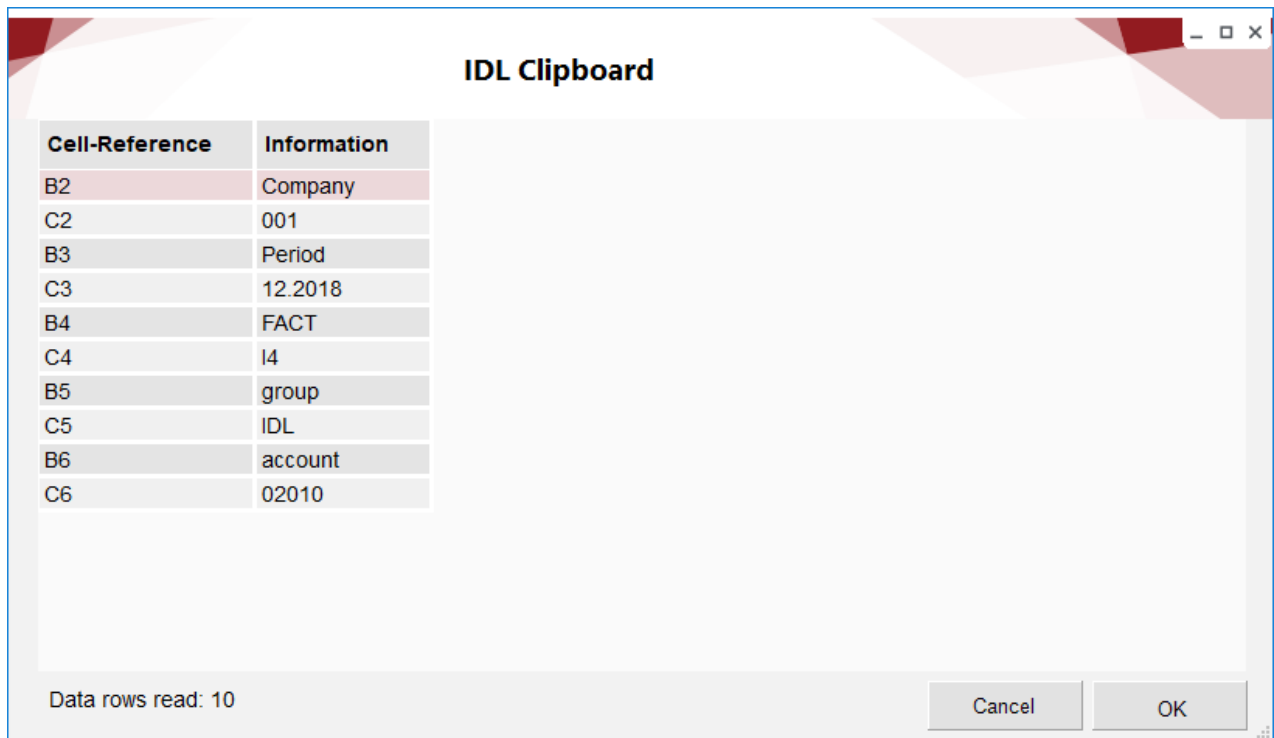 IDL Clipboard
Cell-Reference Information
B2 Company
C2 001
B3 Period
C3 12.2018
B4 FACT
C4 I4
B5 group
C5 IDL
B6 account
C6 02010
Data rows read: 10
Cancel OK